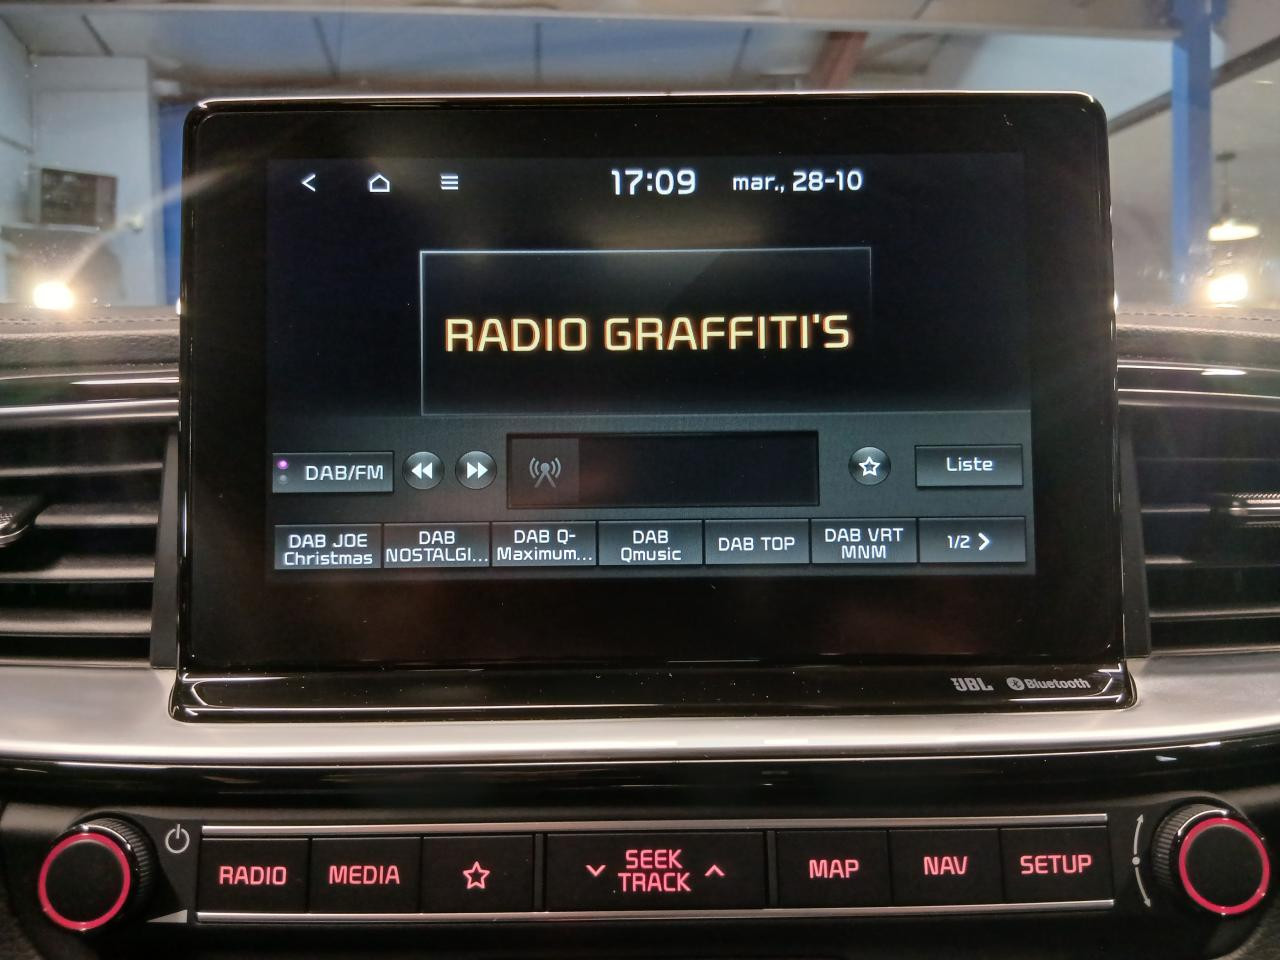 17:09 mar., 28-10
RADIO GRAFFITI'S
DAB/FM
Liste
DAB JOE
Christmas
DAB
NOSTALGI...
DAB Q-
Maximum...
DAB
Qmusic
DAB TOP
DAB VRT
MNM
1/2
JBL Bluetooth
RADIO
MEDIA
SEEK
TRACK
MAP
NAV
SETUP